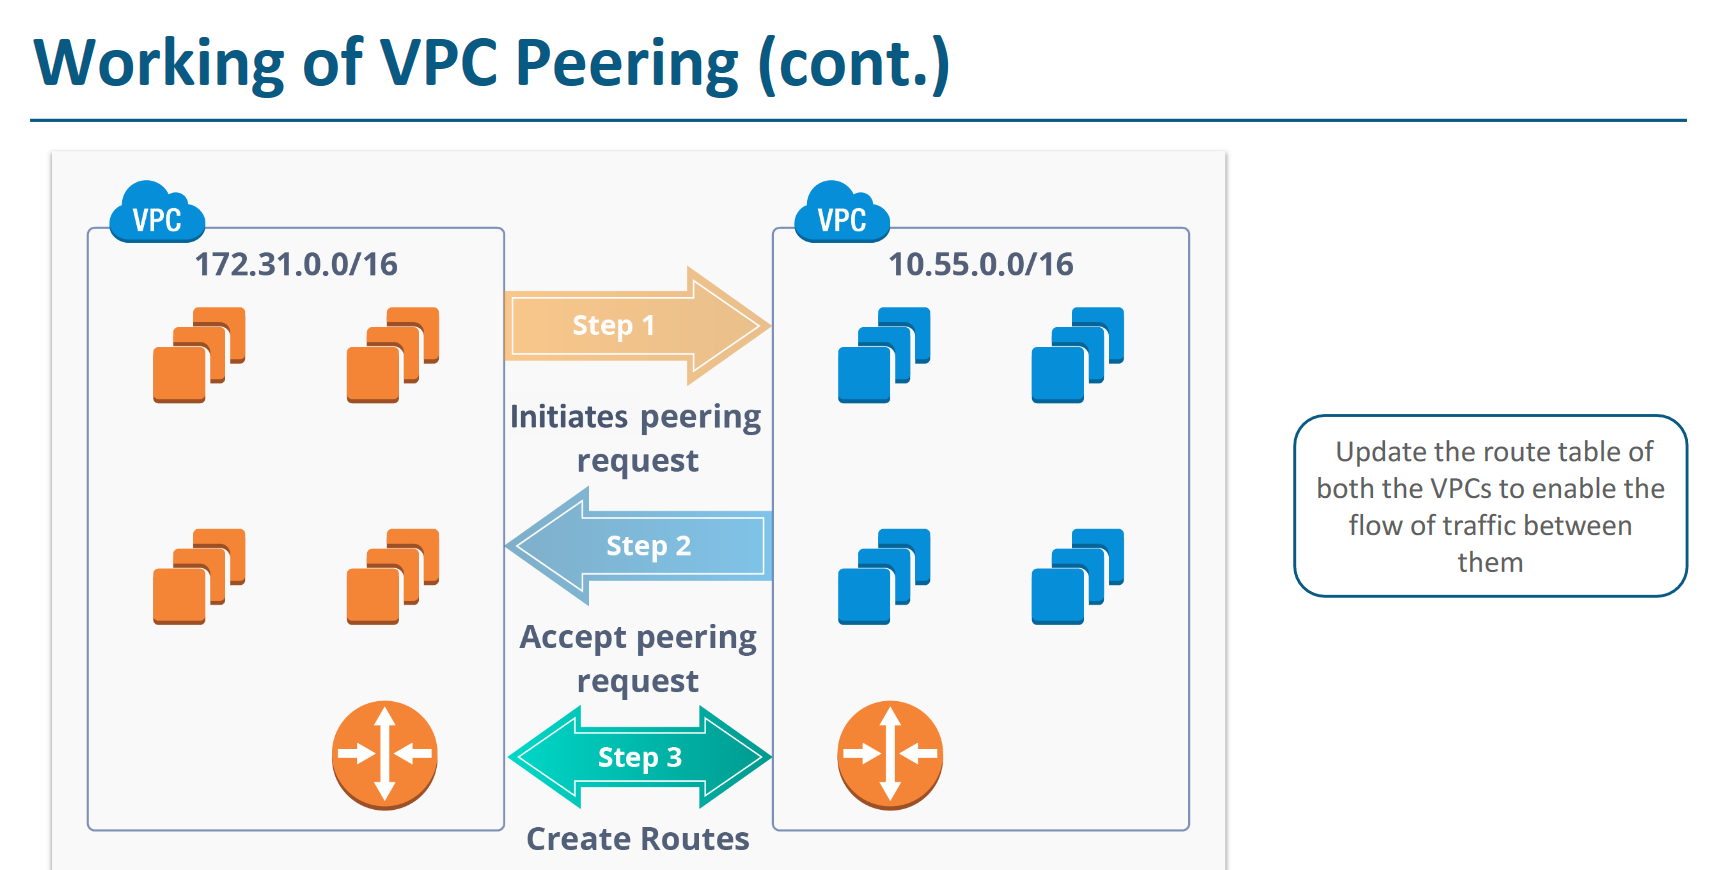 Working of VPC Peering (cont.)
VPC
172.31.0.0/16
VPC
10.55.0.0/16
Step 1
Initiates peering
request
Step 2
Accept peering
request
Step 3
Create Routes
Update the route table of
both the VPCs to enable the
flow of traffic between
them